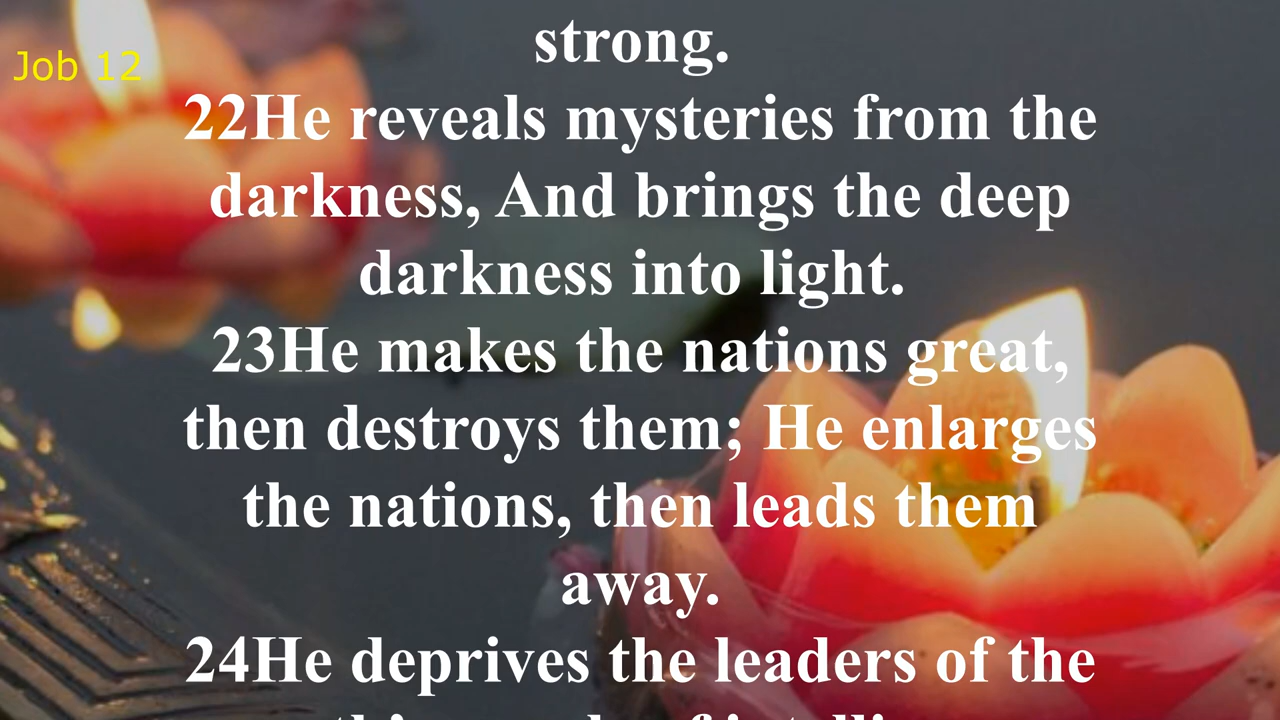 Job 12
strong.
22He reveals mysteries from the
darkness, And brings the deep
darkness into light.
23He makes the nations great,
then destroys them; He enlarges
the nations, then leads them
away.
24He deprives the leaders of the